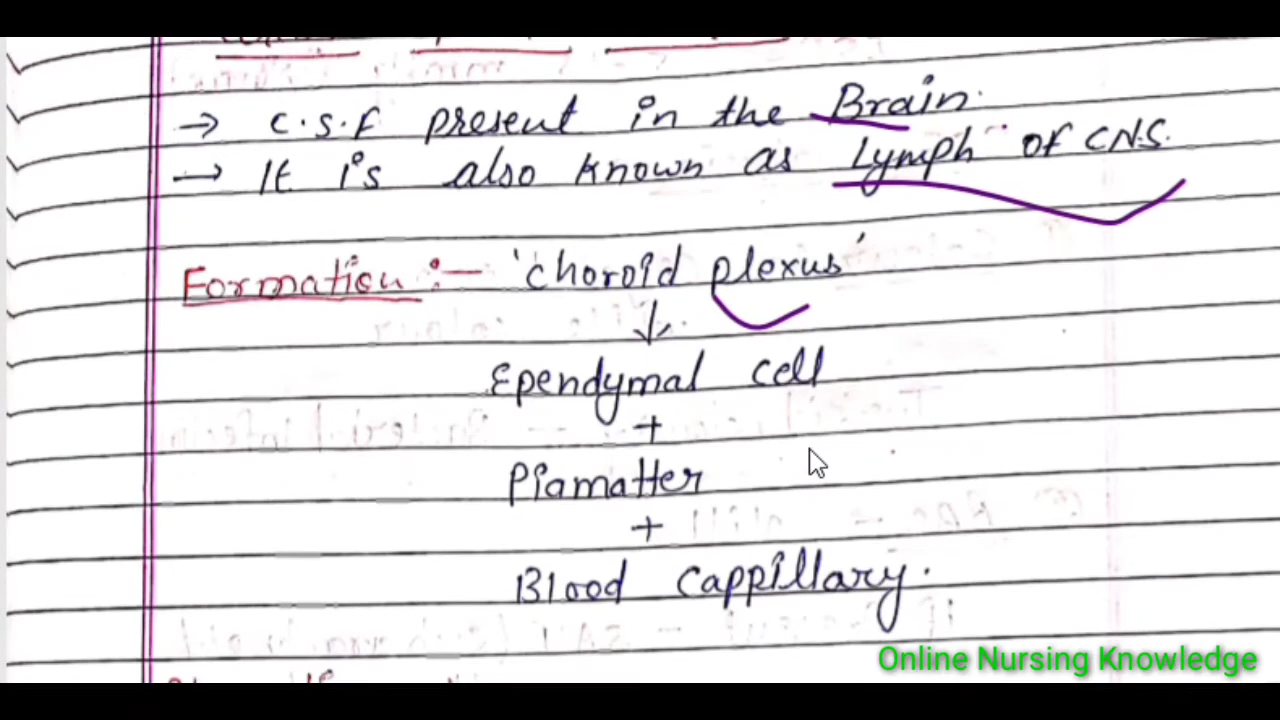 → C.S.F present in the Brain.
→ It is also known as Lymph of C.N.S.
Formation :- 'choroid plexus'
↓
Ependymal cell
+
Piamatter
+
Blood Cappillary.
Online Nursing Knowledge